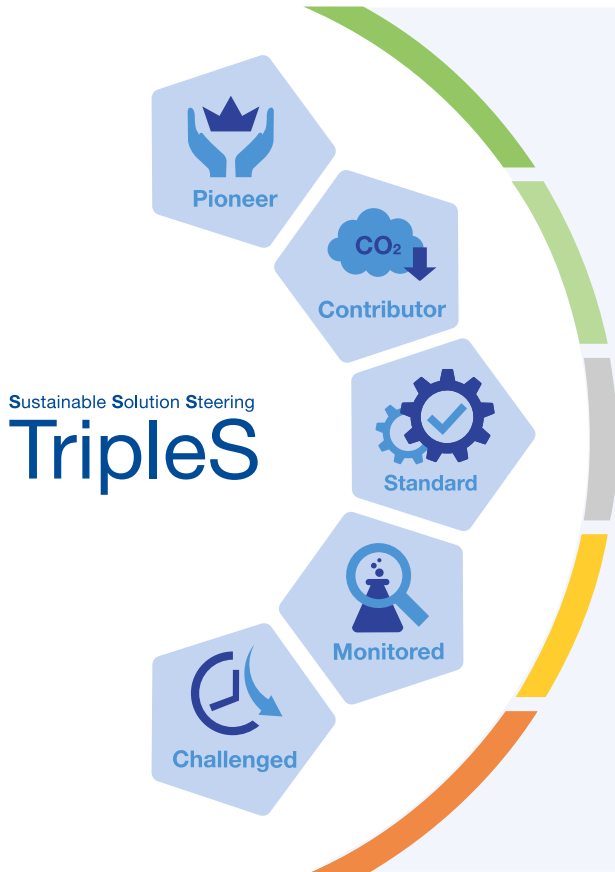 Pioneer
CO₂
Contributor
Sustainable Solution Steering
TripleS
Standard
Monitored
Challenged